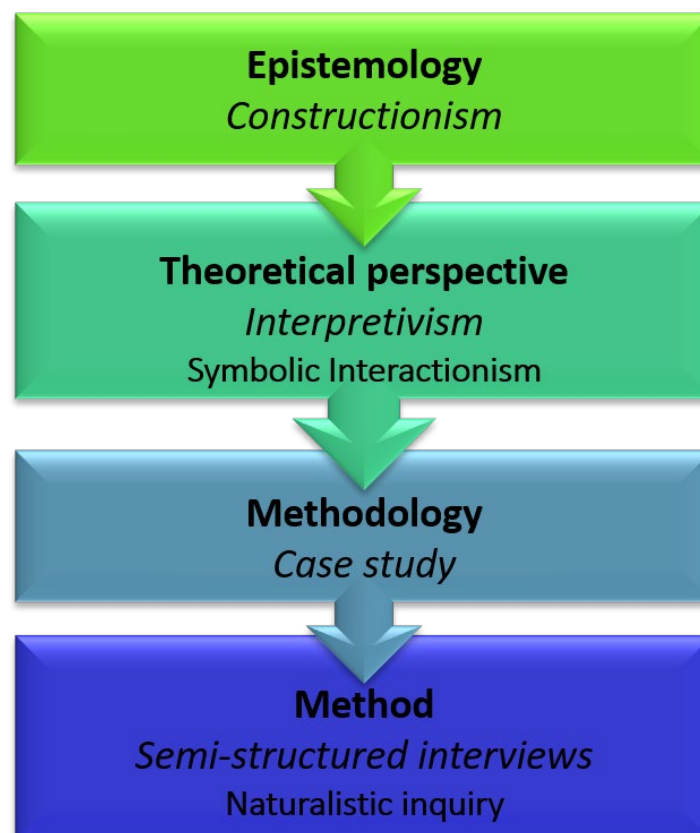 Epistemology
Constructionism
Theoretical perspective
Interpretivism
Symbolic Interactionism
Methodology
Case study
Method
Semi-structured interviews
Naturalistic inquiry